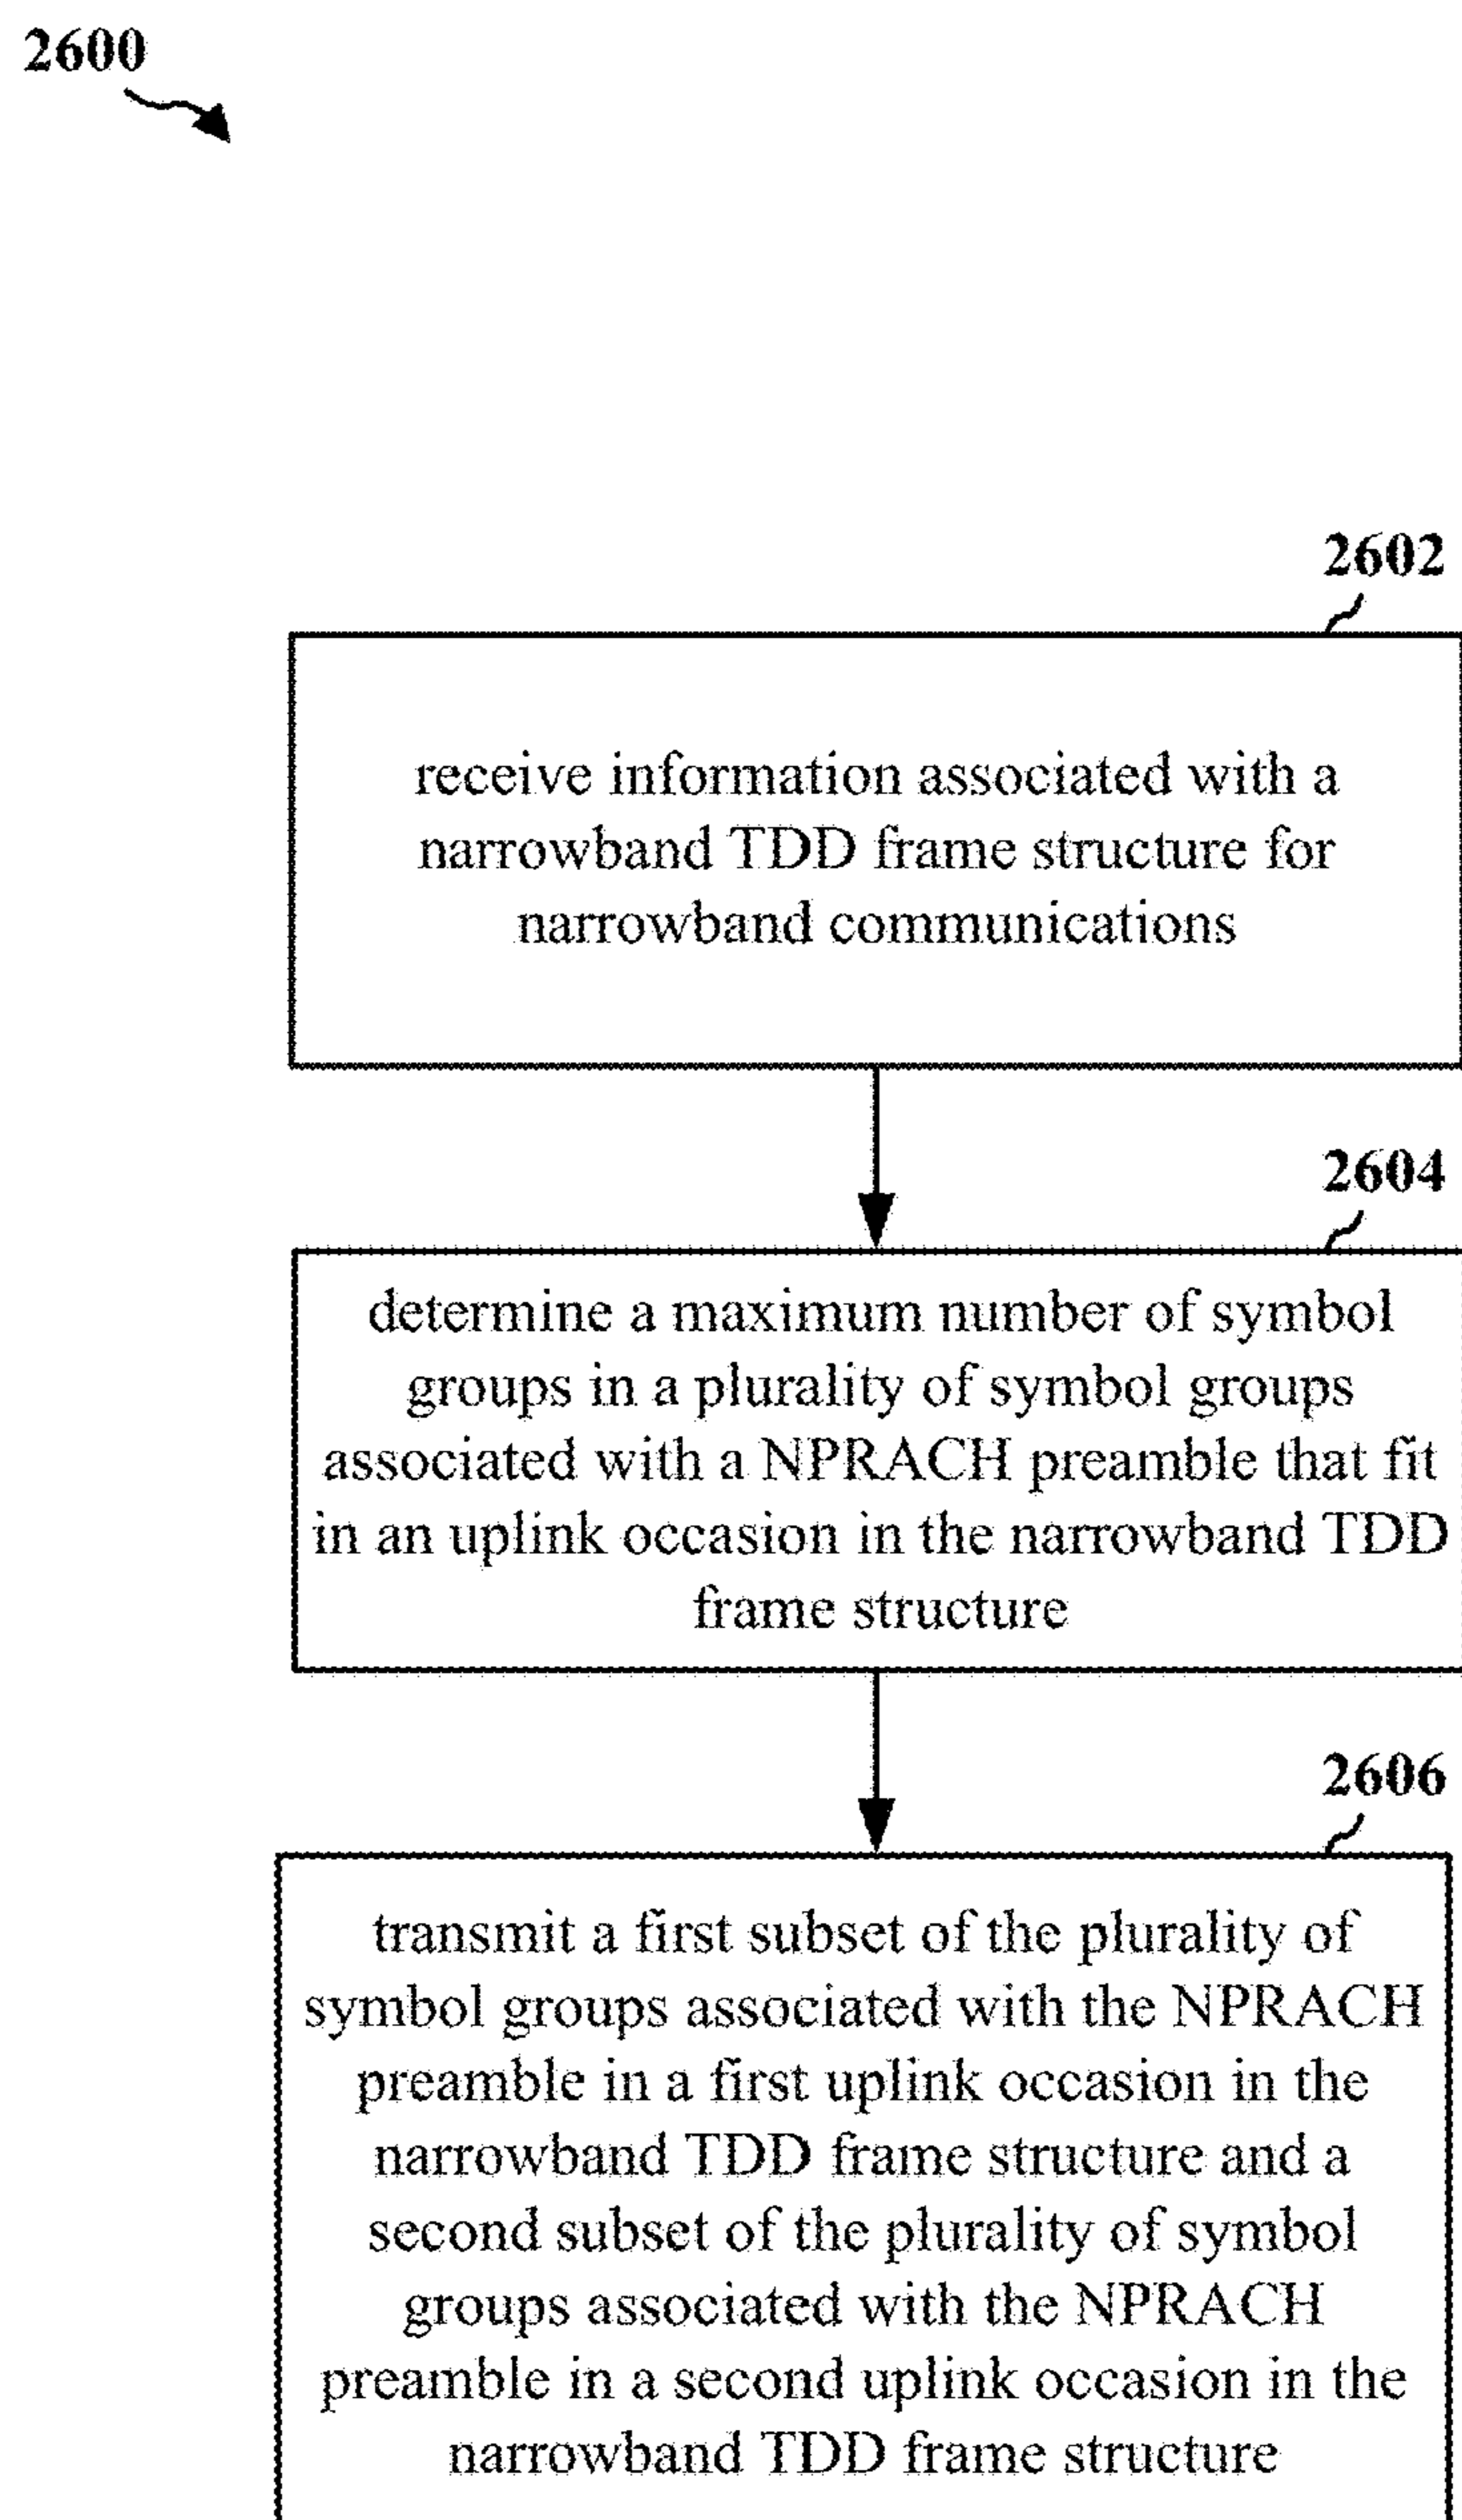 2600
2602
receive information associated with a
narrowband TDD frame structure for
narrowband communications
2604
determine a maximum number of symbol
groups in a plurality of symbol groups
associated with a NPRACH preamble that fit
in an uplink occasion in the narrowband TDD
frame structure
2606
transmit a first subset of the plurality of
symbol groups associated with the NPRACH
preamble in a first uplink occasion in the
narrowband TDD frame structure and a
second subset of the plurality of symbol
groups associated with the NPRACH
preamble in a second uplink occasion in the
narrowband TDD frame structure